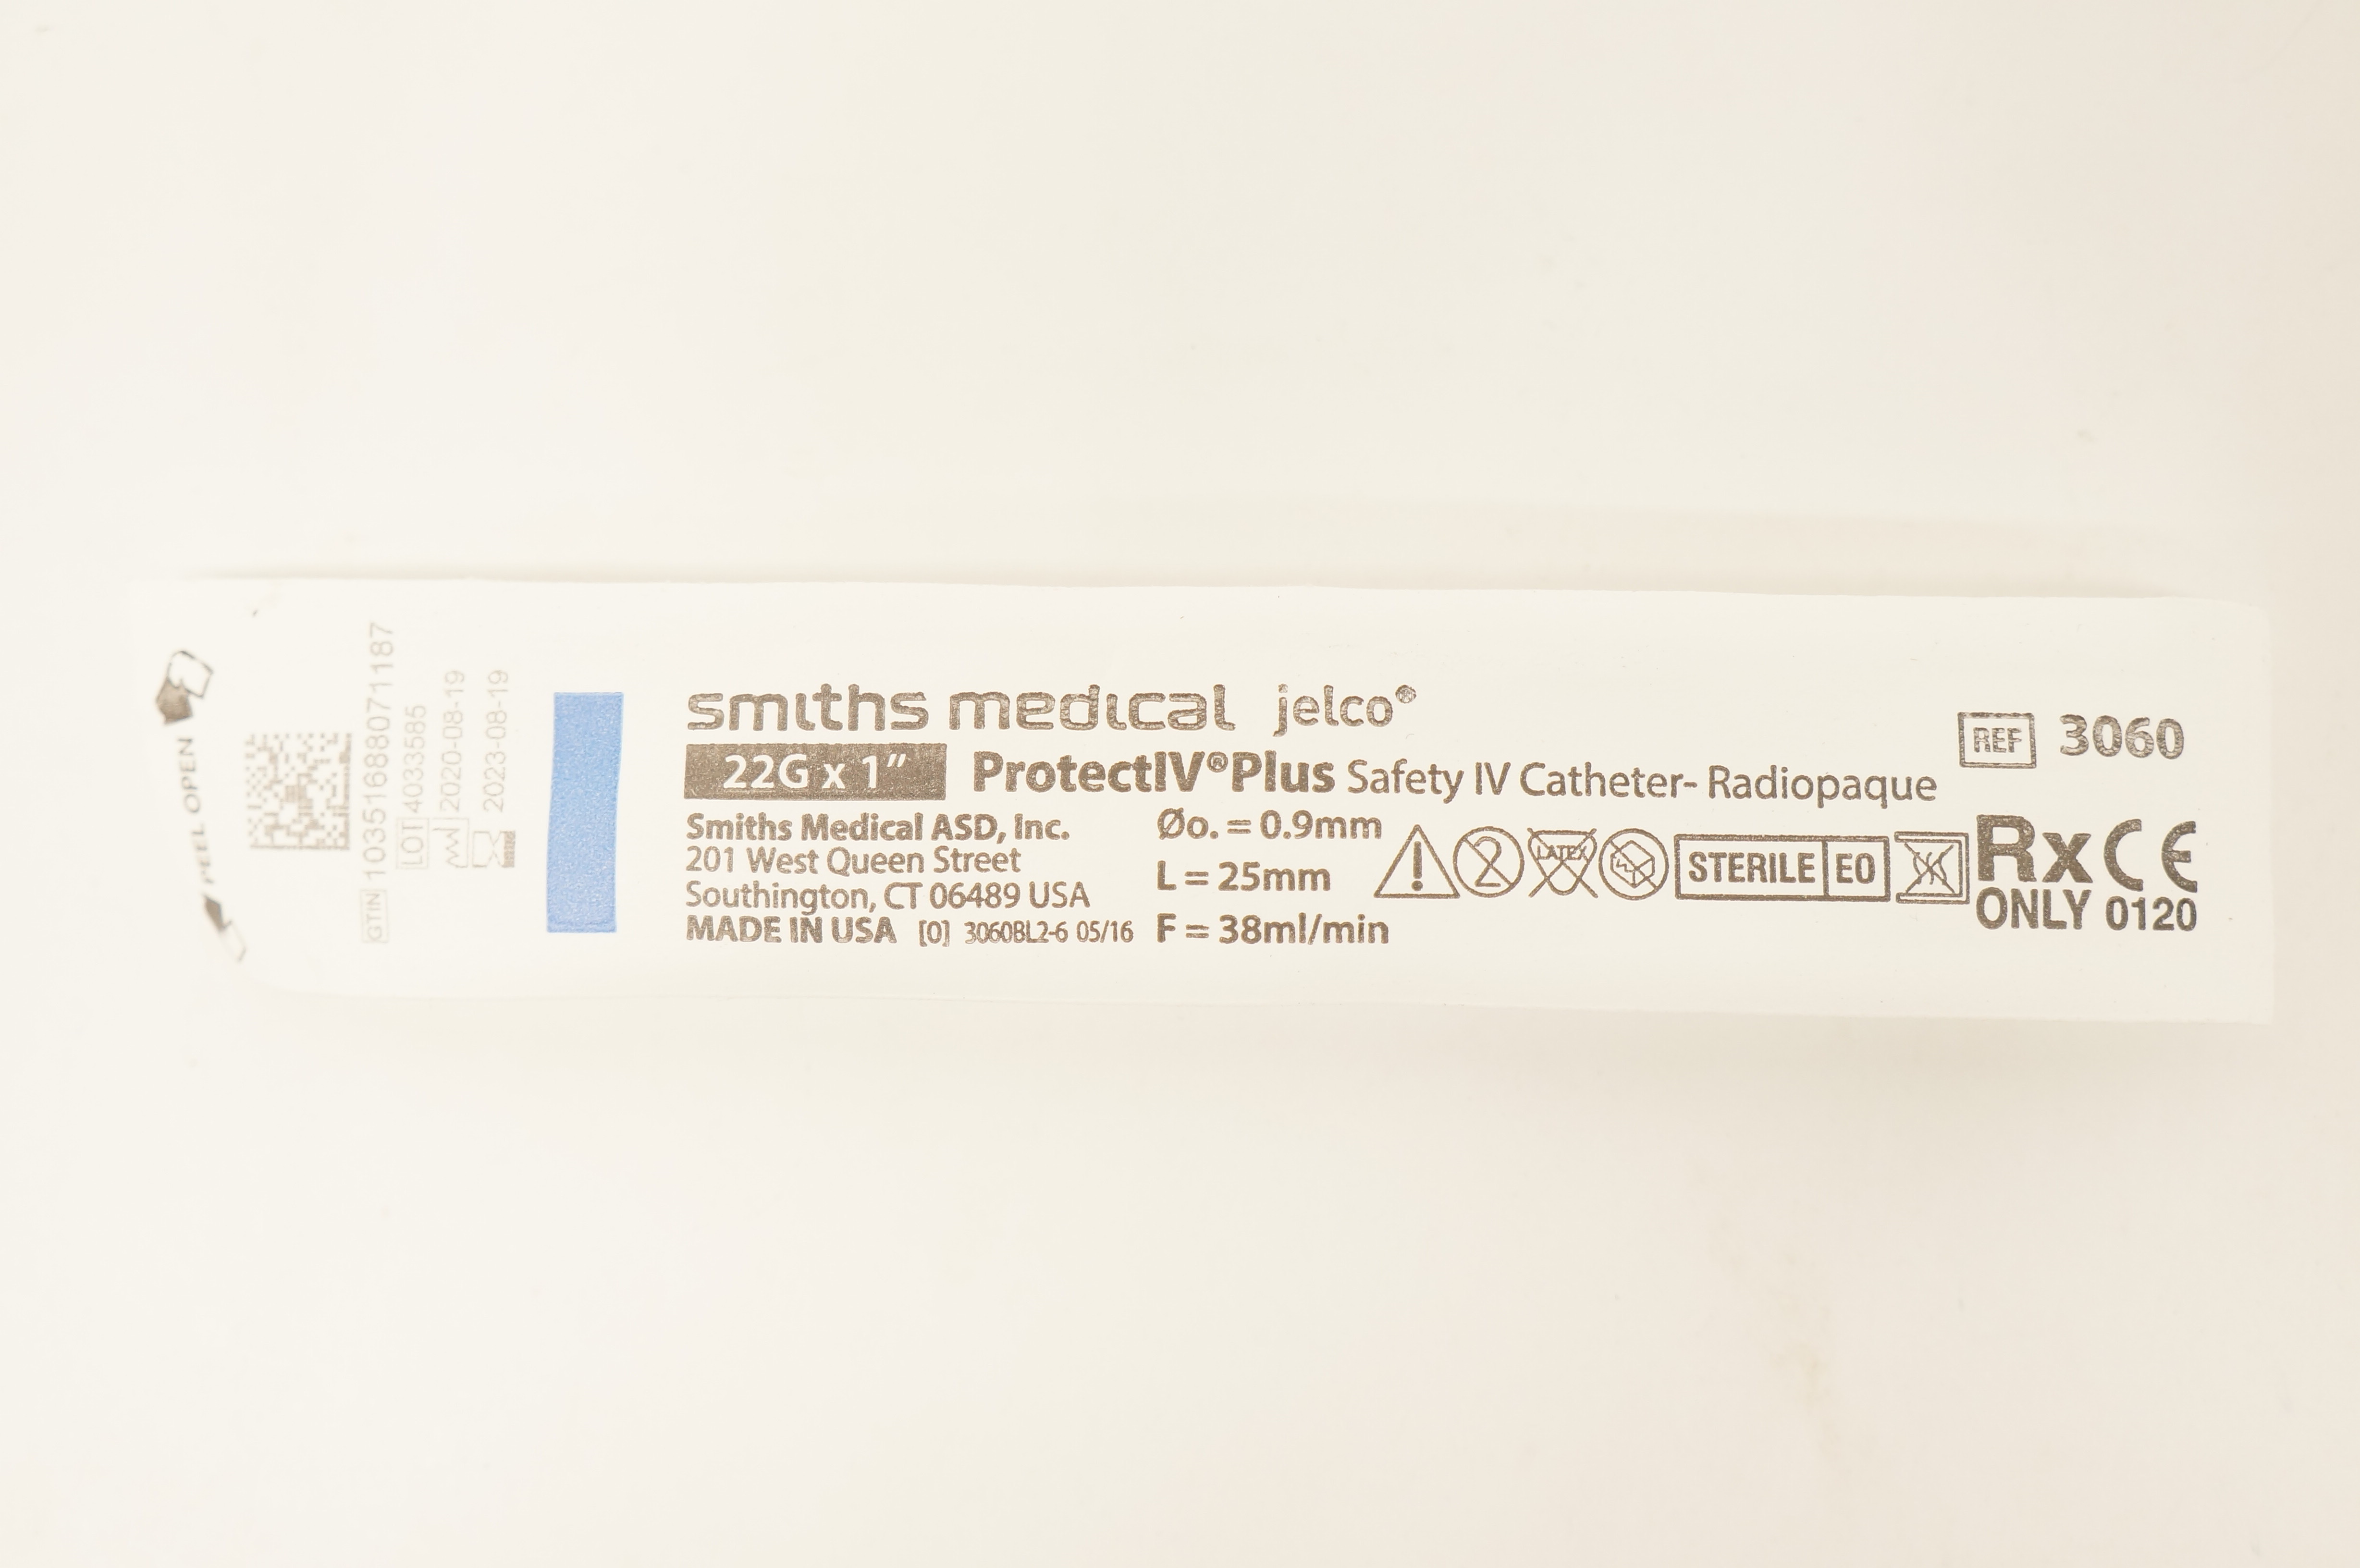 PEEL OPEN
GTIN 10351688071187
LOT 4033585
2020-08-19
2023-08-19
smiths medical jelco®
22G x 1” ProtectIV®Plus Safety IV Catheter- Radiopaque
REF 3060
Smiths Medical ASD, Inc.
201 West Queen Street
Southington, CT 06489 USA
MADE IN USA [0] 3060BL2-6 05/16
Øo. = 0.9mm
L = 25mm
F = 38ml/min
2
LATEX
STERILE EO
Rx CE
ONLY 0120